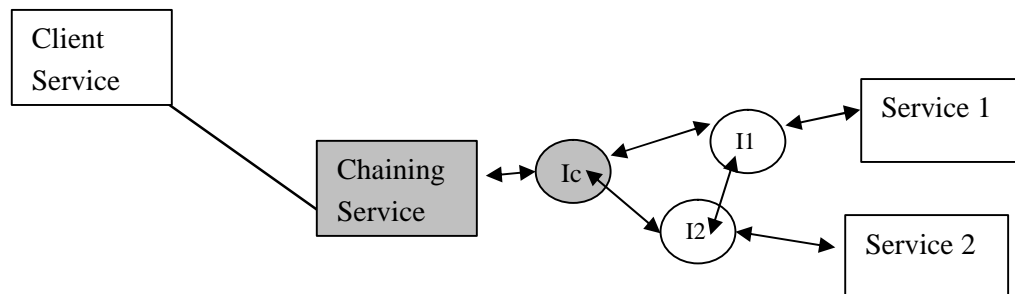 Client
Service
Chaining
Service
Ic
I1
I2
Service 1
Service 2